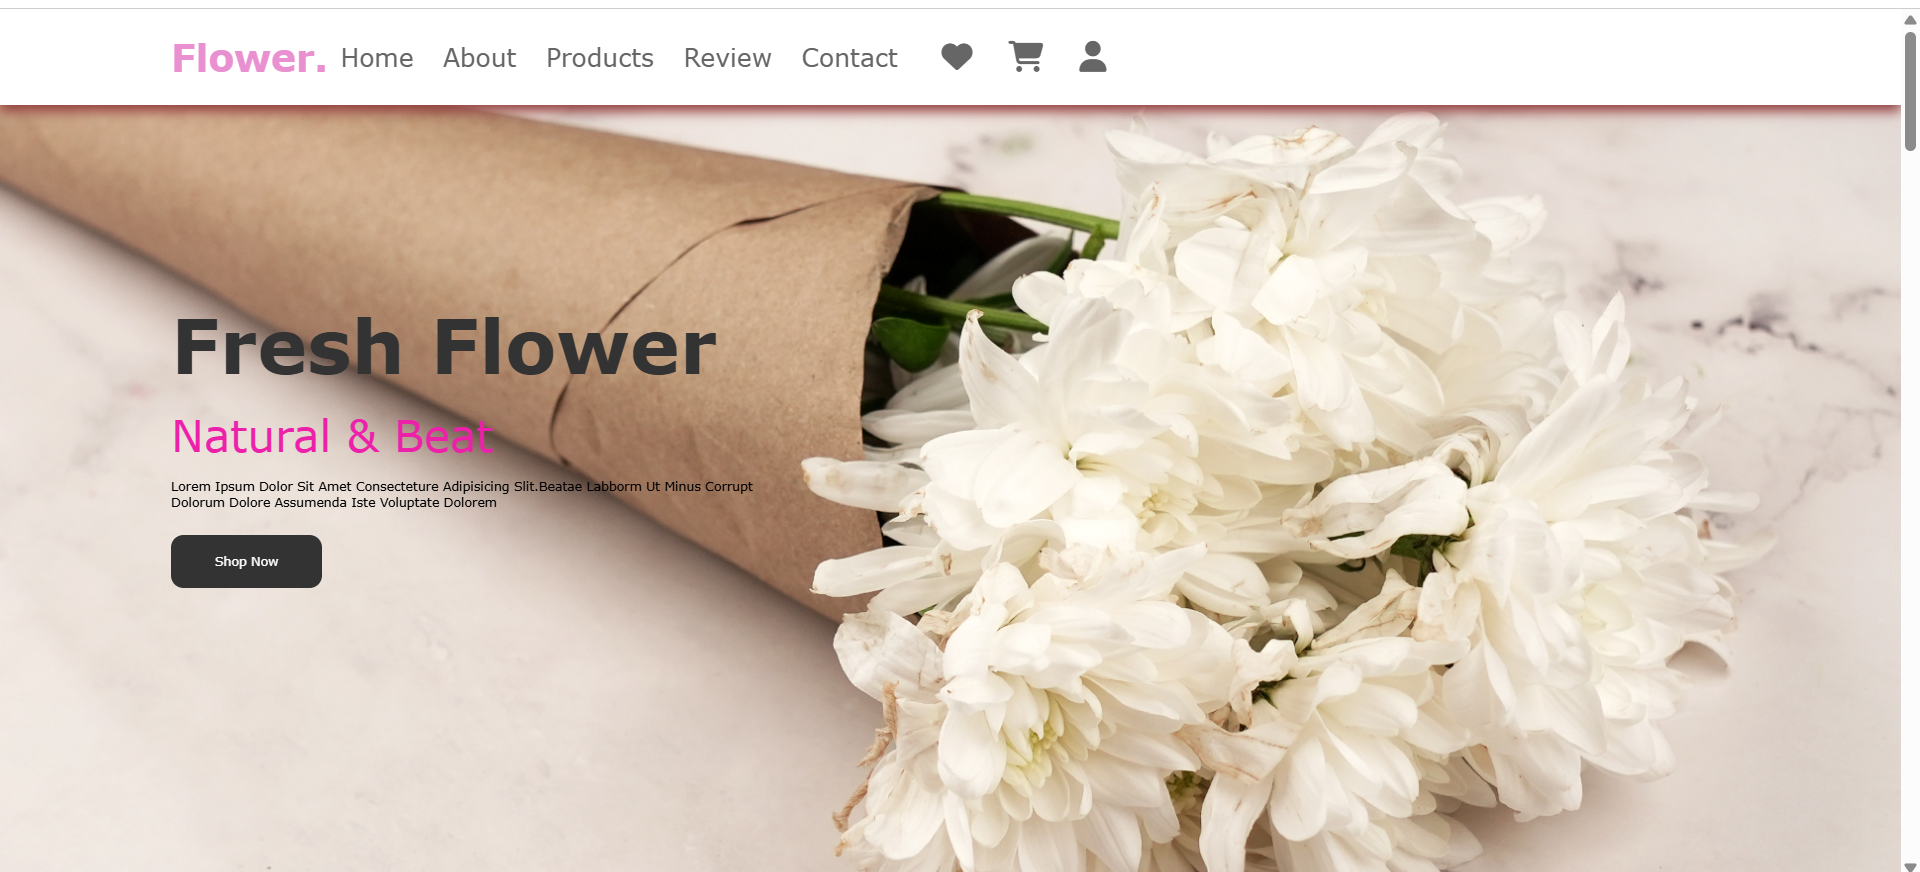 Flower. Home About Products Review Contact
Fresh Flower
Natural & Beat
Lorem Ipsum Dolor Sit Amet Consecteture Adipisicing Slit.Beatae Labborm Ut Minus Corrupt
Dolorum Dolore Assumenda Iste Voluptate Dolorem
Shop Now